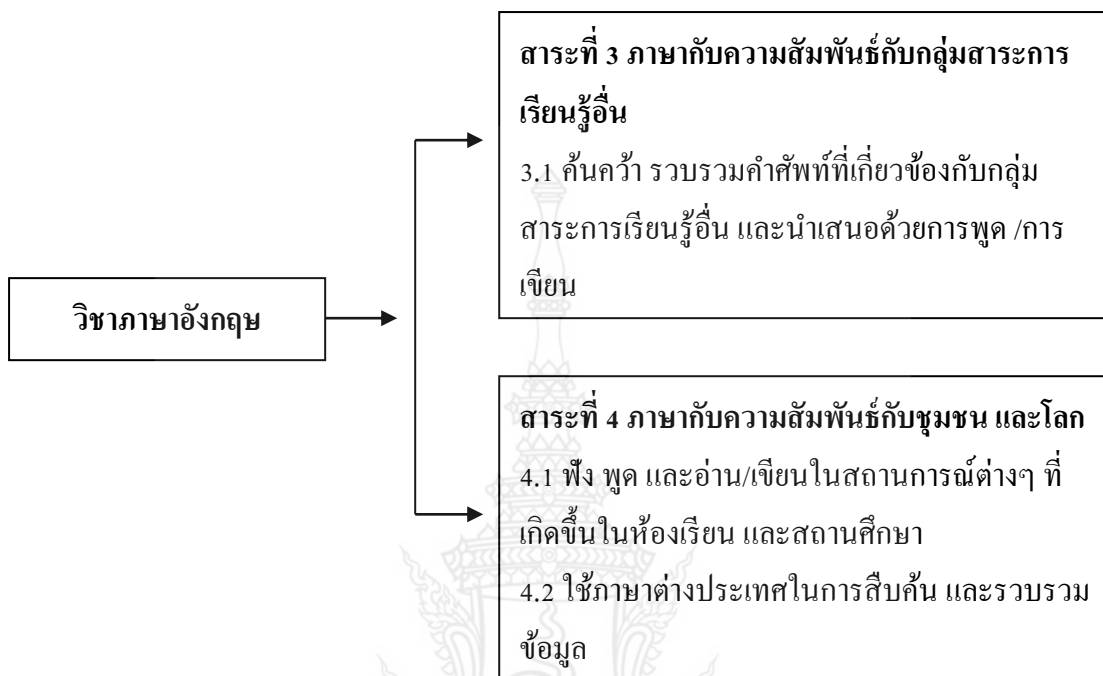 สาระที่ 3 ภาษากับความสัมพันธ์กับกลุ่มสาระการ
เรียนรู้อื่น
3.1 ค้นคว้า รวบรวมคำศัพท์ที่เกี่ยวข้องกับกลุ่ม
สาระการเรียนรู้อื่น และนำเสนอด้วยการพูด /การ
เขียน
วิชาภาษาอังกฤษ
สาระที่ 4 ภาษากับความสัมพันธ์กับชุมชน และโลก
4.1 ฟัง พูด และอ่าน/เขียนในสถานการณ์ต่างๆ ที่
เกิดขึ้นในห้องเรียน และสถานศึกษา
4.2 ใช้ภาษาต่างประเทศในการสืบค้น และรวบรวม
ข้อมูล